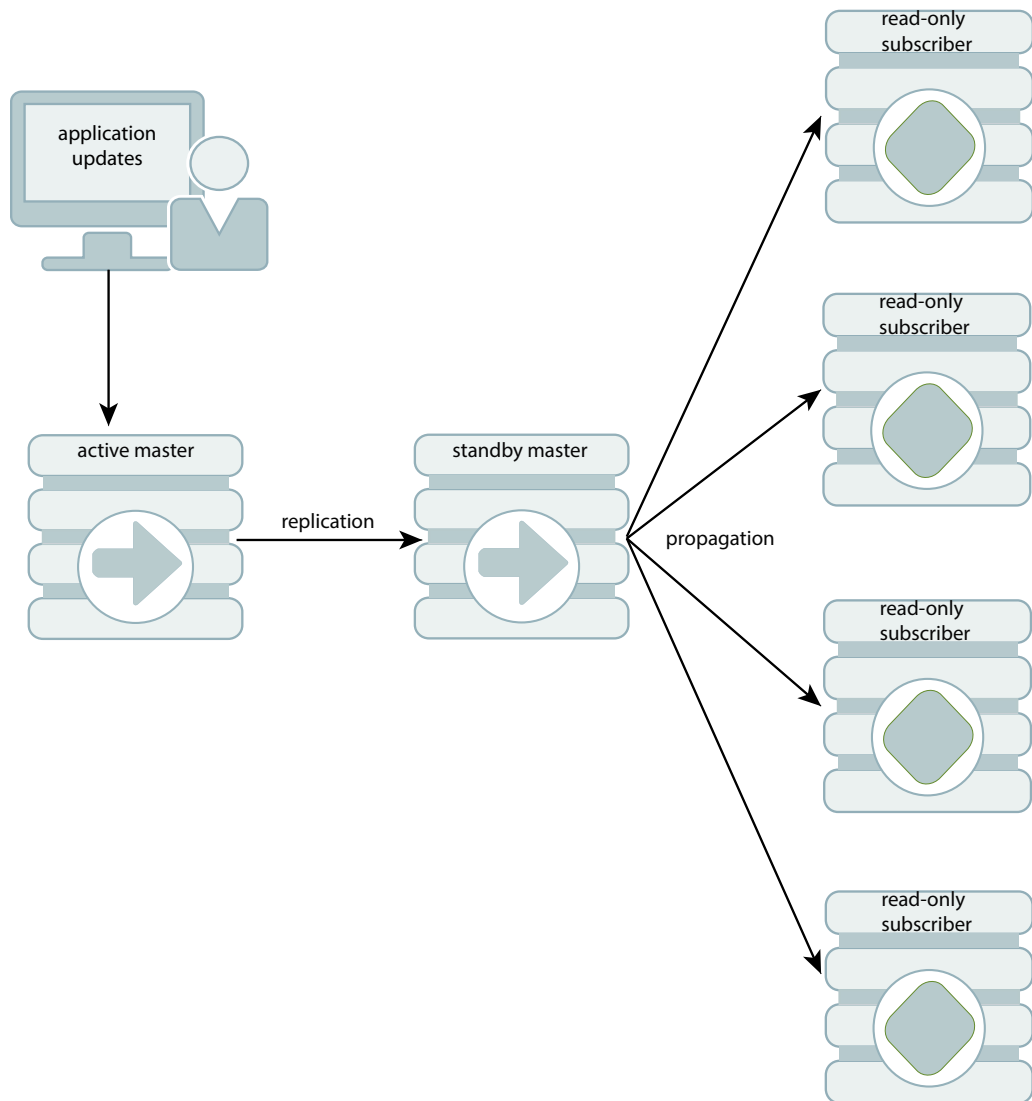 read-only
subscriber
application
updates
read-only
subscriber
active master
standby master
replication
propagation
read-only
subscriber
read-only
subscriber